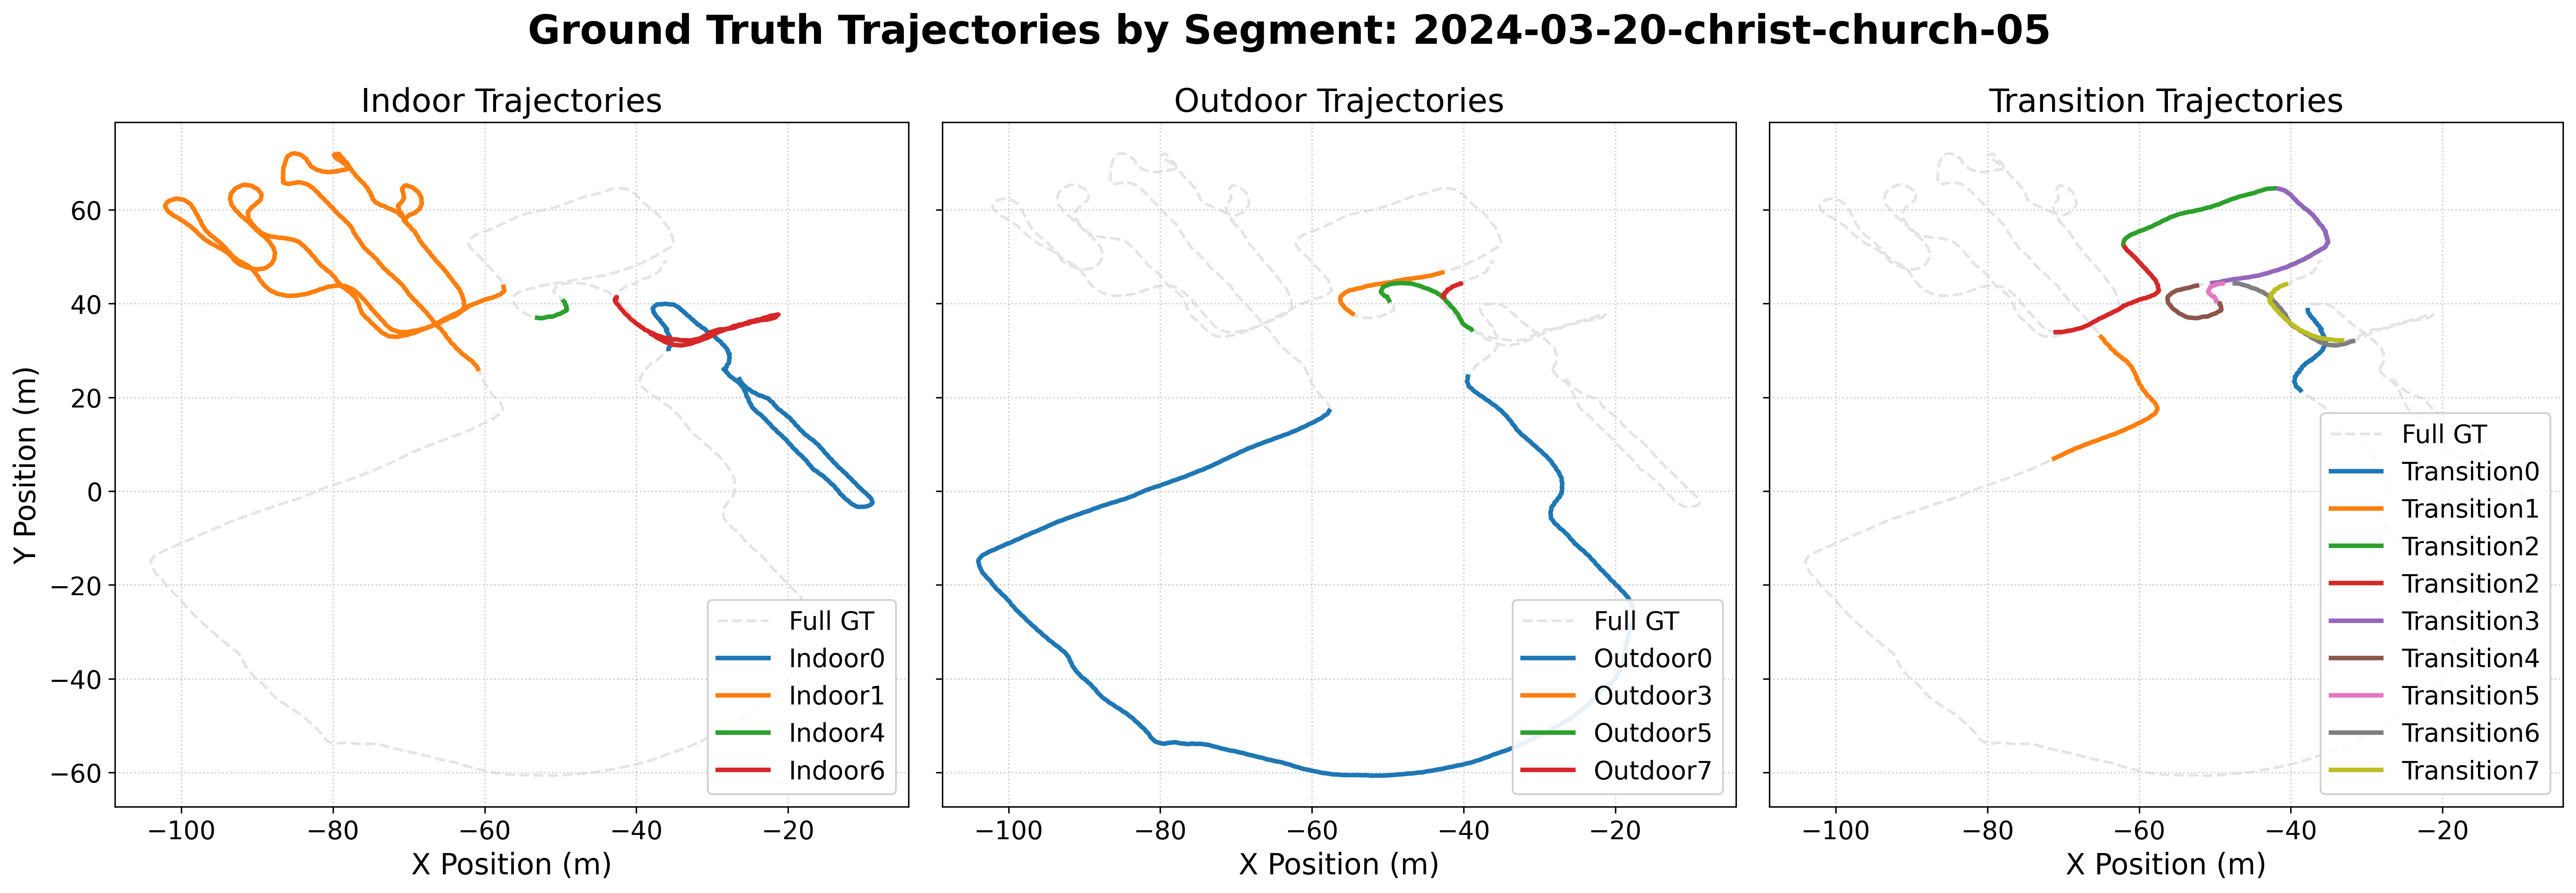 Ground Truth Trajectories by Segment: 2024-03-20-christ-church-05
Indoor Trajectories
Y Position (m)
60
40
20
0
−20
−40
−60
−100
−80
−60
−40
−20
X Position (m)
Full GT
Indoor0
Indoor1
Indoor4
Indoor6
Outdoor Trajectories
−100
−80
−60
−40
−20
X Position (m)
Full GT
Outdoor0
Outdoor3
Outdoor5
Outdoor7
Transition Trajectories
−100
−80
−60
−40
−20
X Position (m)
Full GT
Transition0
Transition1
Transition2
Transition2
Transition3
Transition4
Transition5
Transition6
Transition7